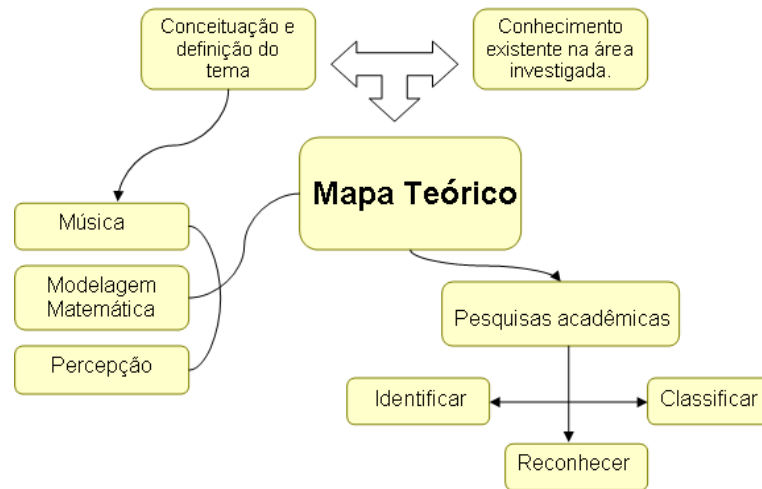 Conceituação e
definição do
tema
Conhecimento
existente na área
investigada.
Mapa Teórico
Música
Modelagem
Matemática
Percepção
Pesquisas acadêmicas
Identificar
Classificar
Reconhecer